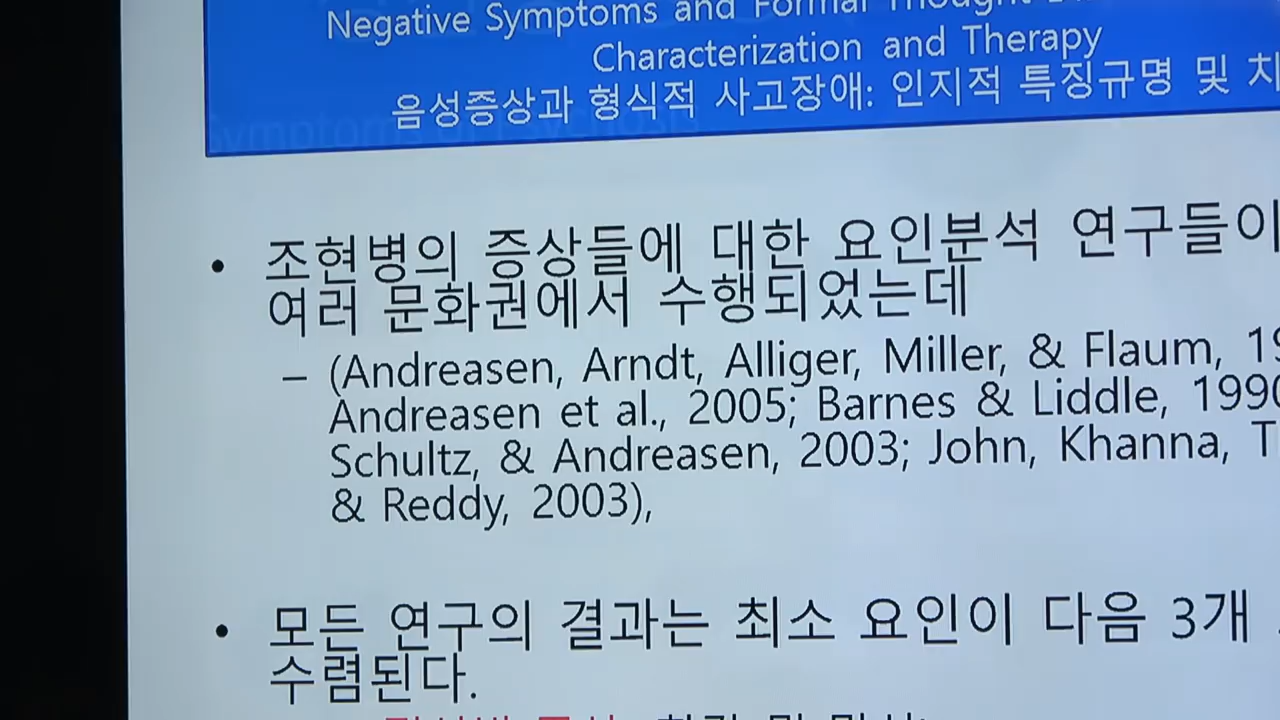 Negative Symptoms and Formal Thought
Characterization and Therapy
음성증상과 형식적 사고장애: 인지적 특징규명 및
• 조현병의 증상들에 대한 요인분석 연구들이
여러 문화권에서 수행되었는데
– (Andreasen, Arndt, Alliger, Miller, & Flaum,
Andreasen et al., 2005; Barnes & Liddle, 1990
Schultz, & Andreasen, 2003; John, Khanna,
& Reddy, 2003),
• 모든 연구의 결과는 최소 요인이 다음 3개
수렴된다.